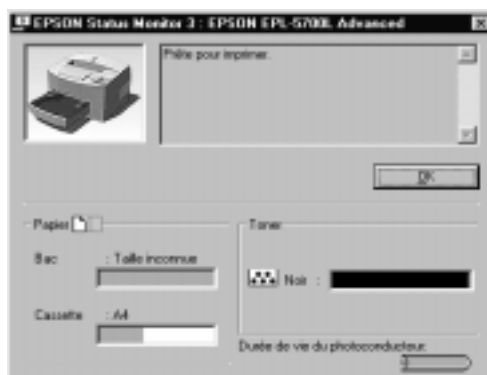 EPSON Status Monitor 3 : EPSON EPL-5700L Advanced
Prête pour imprimer.
OK
Papier
Toner
Bac : Taille inconnue
Noir :
Cassette : A4
Durée de vie du photoconducteur: